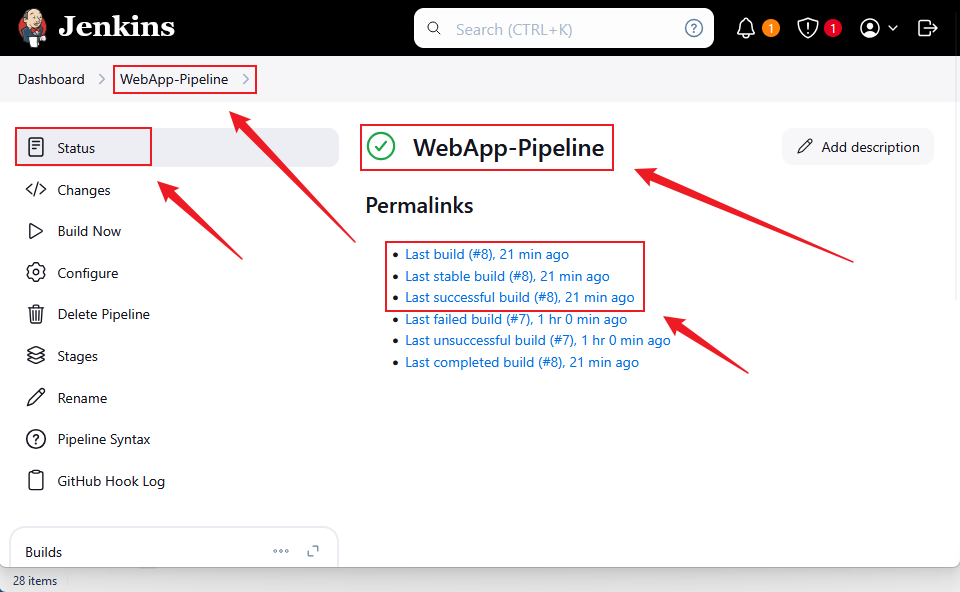 Jenkins
Search (CTRL+K)
1
1
Dashboard
WebApp-Pipeline
Status
Changes
Build Now
Configure
Delete Pipeline
Stages
Rename
Pipeline Syntax
GitHub Hook Log
Builds
WebApp-Pipeline
Add description
Permalinks
Last build (#8), 21 min ago
Last stable build (#8), 21 min ago
Last successful build (#8), 21 min ago
Last failed build (#7), 1 hr 0 min ago
Last unsuccessful build (#7), 1 hr 0 min ago
Last completed build (#8), 21 min ago
28 items